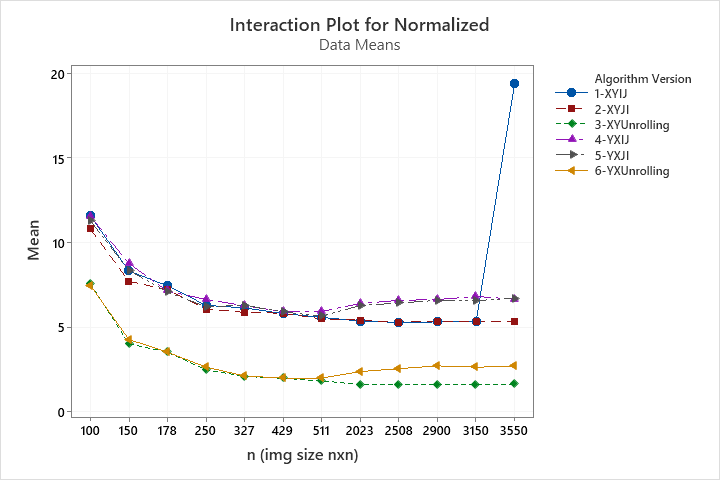 Interaction Plot for Normalized
Data Means
20
15
10
5
0
Mean
100 150 178 250 327 429 511 2023 2508 2900 3150 3550
n (img size nxn)
Algorithm Version
1-XYIJ
2-XYJI
3-XYUnrolling
4-YXIJ
5-YXJI
6-YXUnrolling